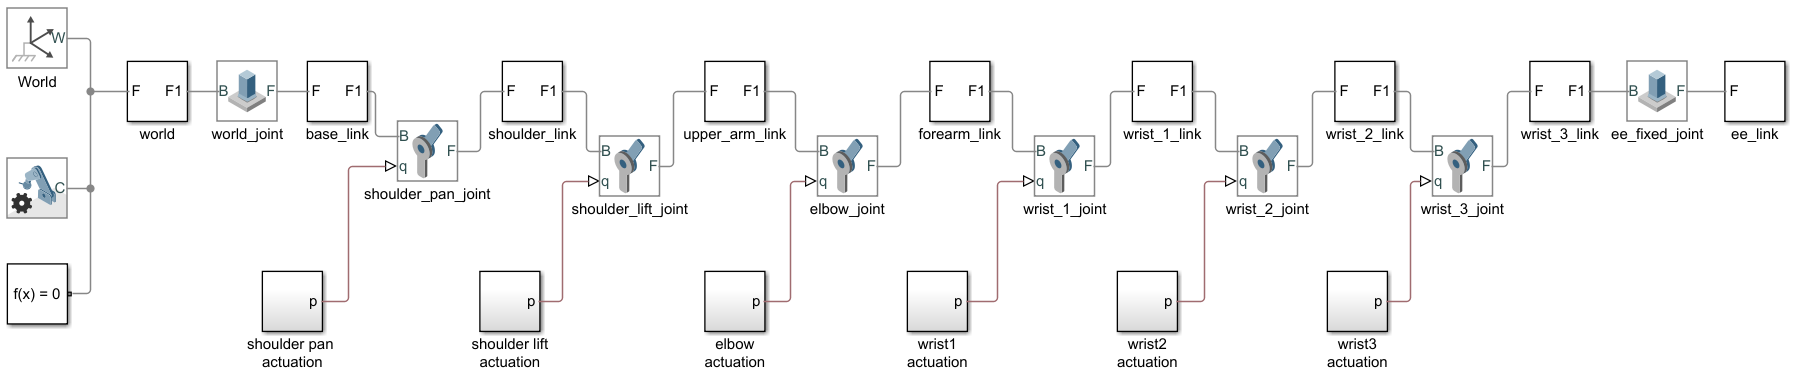 W
World
C
f(x) = 0
F F1
world
B F
world_joint
F F1
base_link
B
q
F
shoulder_pan_joint
F F1
shoulder_link
B
q
F
shoulder_lift_joint
F F1
upper_arm_link
B
q
F
elbow_joint
F F1
forearm_link
B
q
F
wrist_1_joint
F F1
wrist_1_link
B
q
F
wrist_2_joint
F F1
wrist_2_link
B
q
F
wrist_3_joint
F F1
wrist_3_link
B F
ee_fixed_joint
F
ee_link
p
shoulder pan
actuation
p
shoulder lift
actuation
p
elbow
actuation
p
wrist1
actuation
p
wrist2
actuation
p
wrist3
actuation